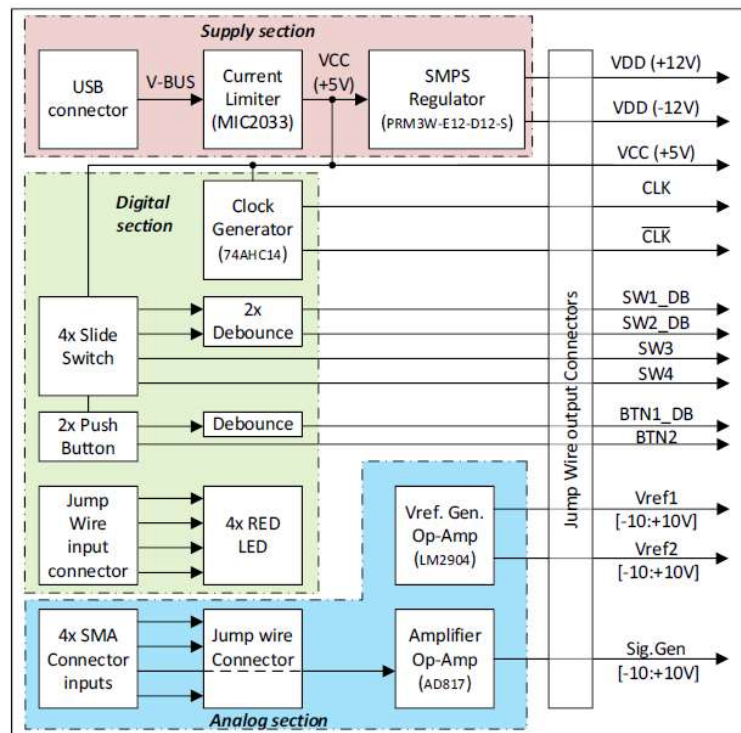 Supply section
USB
connector
V-BUS
Current
Limiter
(MIC2033)
VCC
(+5V)
SMPS
Regulator
(PRM3W-E12-D12-S)
VDD (+12V)
VDD (-12V)
VCC (+5V)
Digital
section
Clock
Generator
(74AHC14)
CLK
CLK
4x Slide
Switch
2x
Debounce
SW1_DB
SW2_DB
SW3
SW4
2x Push
Button
Debounce
BTN1_DB
BTN2
Jump Wire output Connectors
Jump
Wire
input
connector
4x RED
LED
Vref. Gen.
Op-Amp
(LM2904)
Vref1
[-10:+10V]
Vref2
[-10:+10V]
4x SMA
Connector
inputs
Jump wire
Connector
Amplifier
Op-Amp
(AD817)
Sig.Gen
[-10:+10V]
Analog section